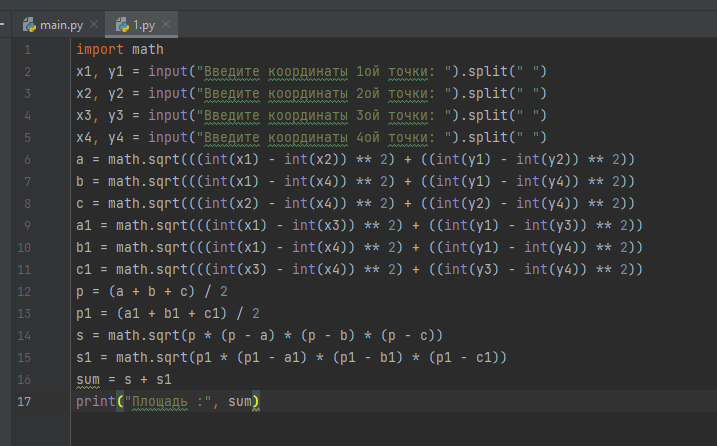 main.py 1.py
1 import math
2 x1, y1 = input("Введите координаты 1ой точки: ").split(" ")
3 x2, y2 = input("Введите координаты 2ой точки: ").split(" ")
4 x3, y3 = input("Введите координаты 3ой точки: ").split(" ")
5 x4, y4 = input("Введите координаты 4ой точки: ").split(" ")
6 a = math.sqrt(((int(x1) - int(x2)) ** 2) + ((int(y1) - int(y2)) ** 2))
7 b = math.sqrt(((int(x1) - int(x4)) ** 2) + ((int(y1) - int(y4)) ** 2))
8 c = math.sqrt(((int(x2) - int(x4)) ** 2) + ((int(y2) - int(y4)) ** 2))
9 a1 = math.sqrt(((int(x1) - int(x3)) ** 2) + ((int(y1) - int(y3)) ** 2))
10 b1 = math.sqrt(((int(x1) - int(x4)) ** 2) + ((int(y1) - int(y4)) ** 2))
11 c1 = math.sqrt(((int(x3) - int(x4)) ** 2) + ((int(y3) - int(y4)) ** 2))
12 p = (a + b + c) / 2
13 p1 = (a1 + b1 + c1) / 2
14 s = math.sqrt(p * (p - a) * (p - b) * (p - c))
15 s1 = math.sqrt(p1 * (p1 - a1) * (p1 - b1) * (p1 - c1))
16 sum = s + s1
17 print("Площадь :", sum)